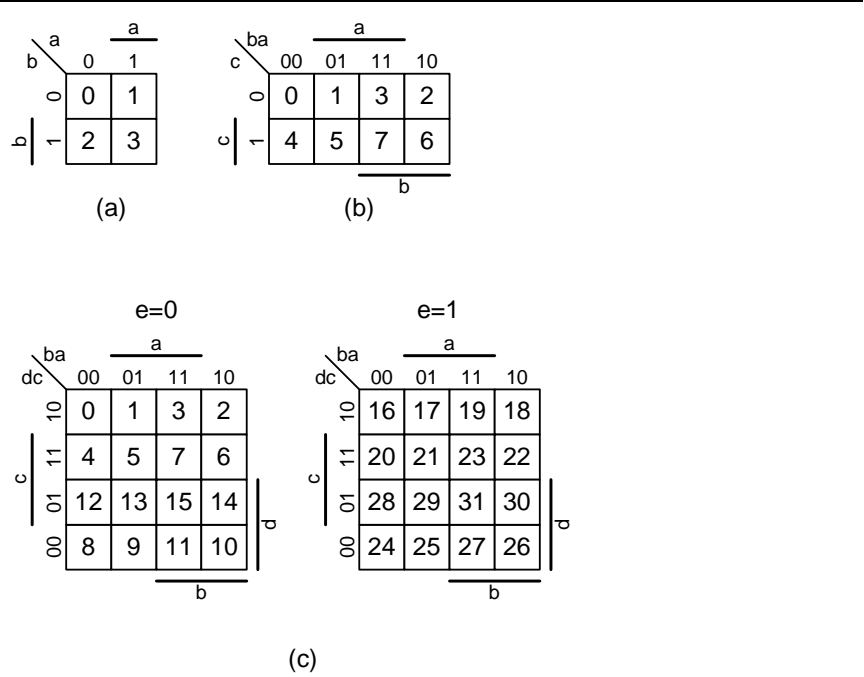 a a ba a
b 0 1 c 00 01 11 10
0 0 1 0 0 1 3 2
b 1 2 3 c 1 4 5 7 6
b
(a) (b)
e=0 e=1
ba a ba a
dc 00 01 11 10 dc 00 01 11 10
10 0 1 3 2 10 16 17 19 18
c 11 4 5 7 6 c 11 20 21 23 22
01 12 13 15 14 d 01 28 29 31 30 d
00 8 9 11 10 00 24 25 27 26
b b
(c)